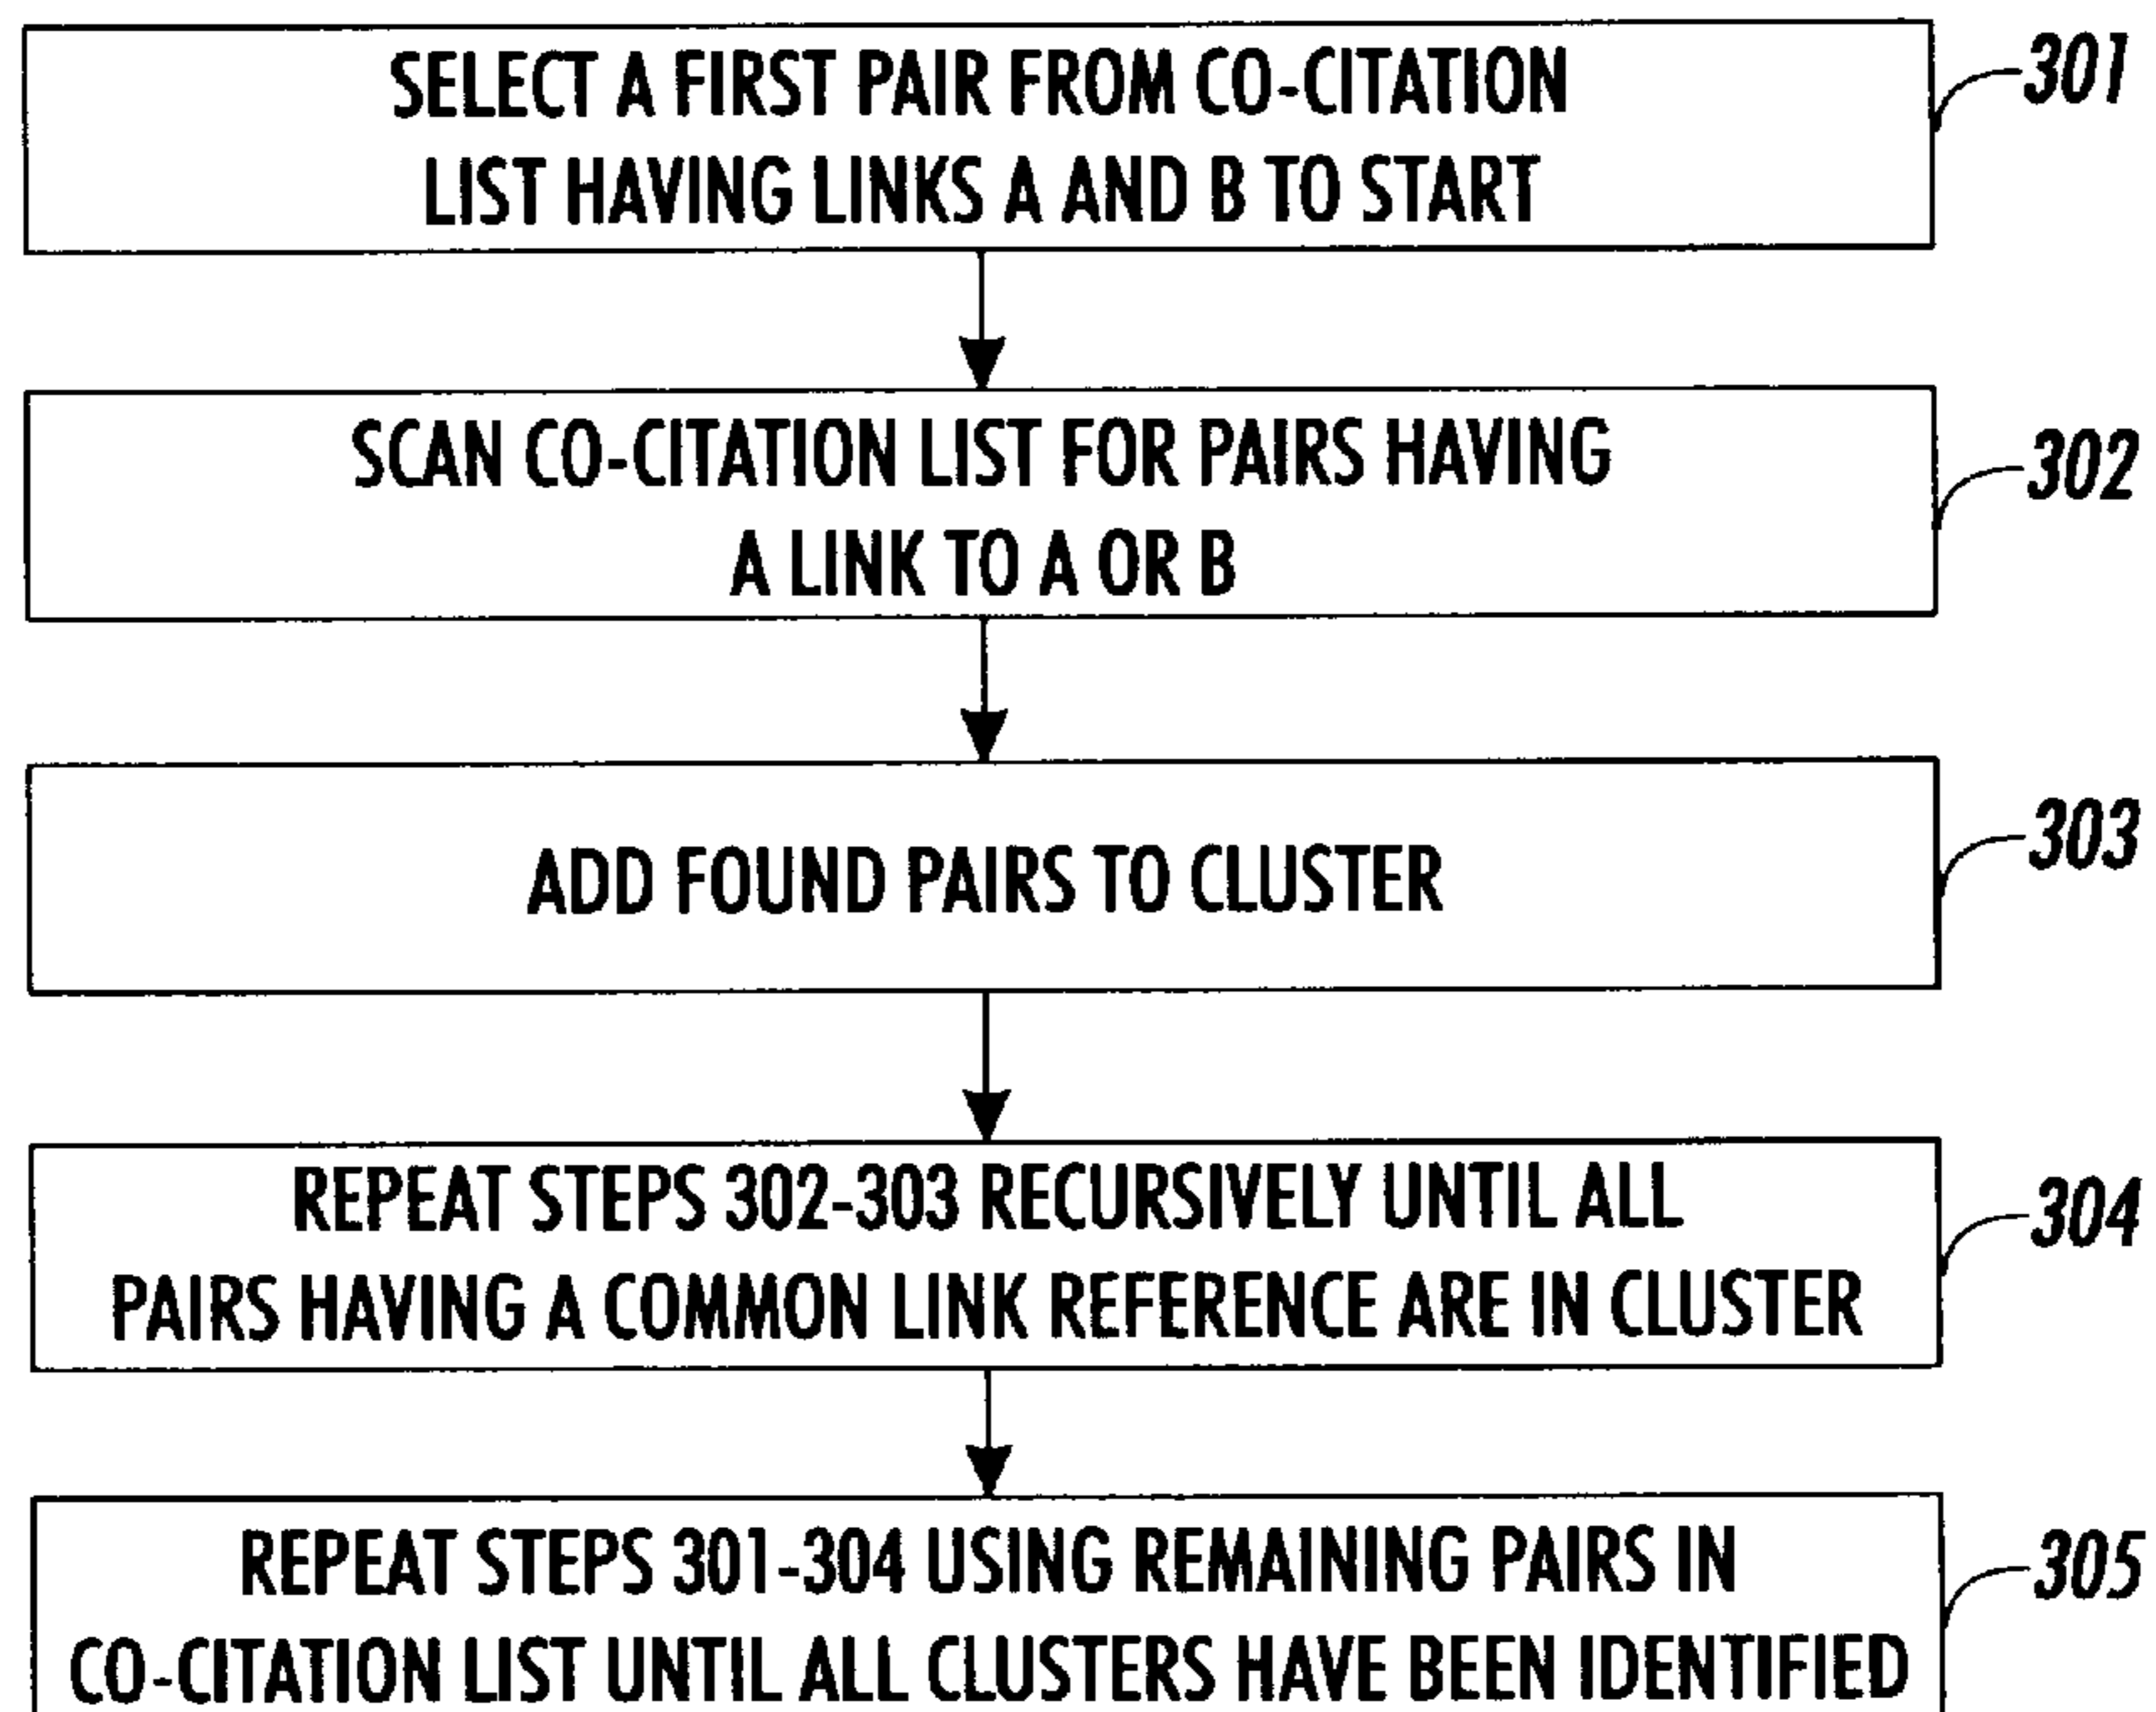 SELECT A FIRST PAIR FROM CO-CITATION
LIST HAVING LINKS A AND B TO START
301
SCAN CO-CITATION LIST FOR PAIRS HAVING
A LINK TO A OR B
302
ADD FOUND PAIRS TO CLUSTER
303
REPEAT STEPS 302-303 RECURSIVELY UNTIL ALL
PAIRS HAVING A COMMON LINK REFERENCE ARE IN CLUSTER
304
REPEAT STEPS 301-304 USING REMAINING PAIRS IN
CO-CITATION LIST UNTIL ALL CLUSTERS HAVE BEEN IDENTIFIED
305